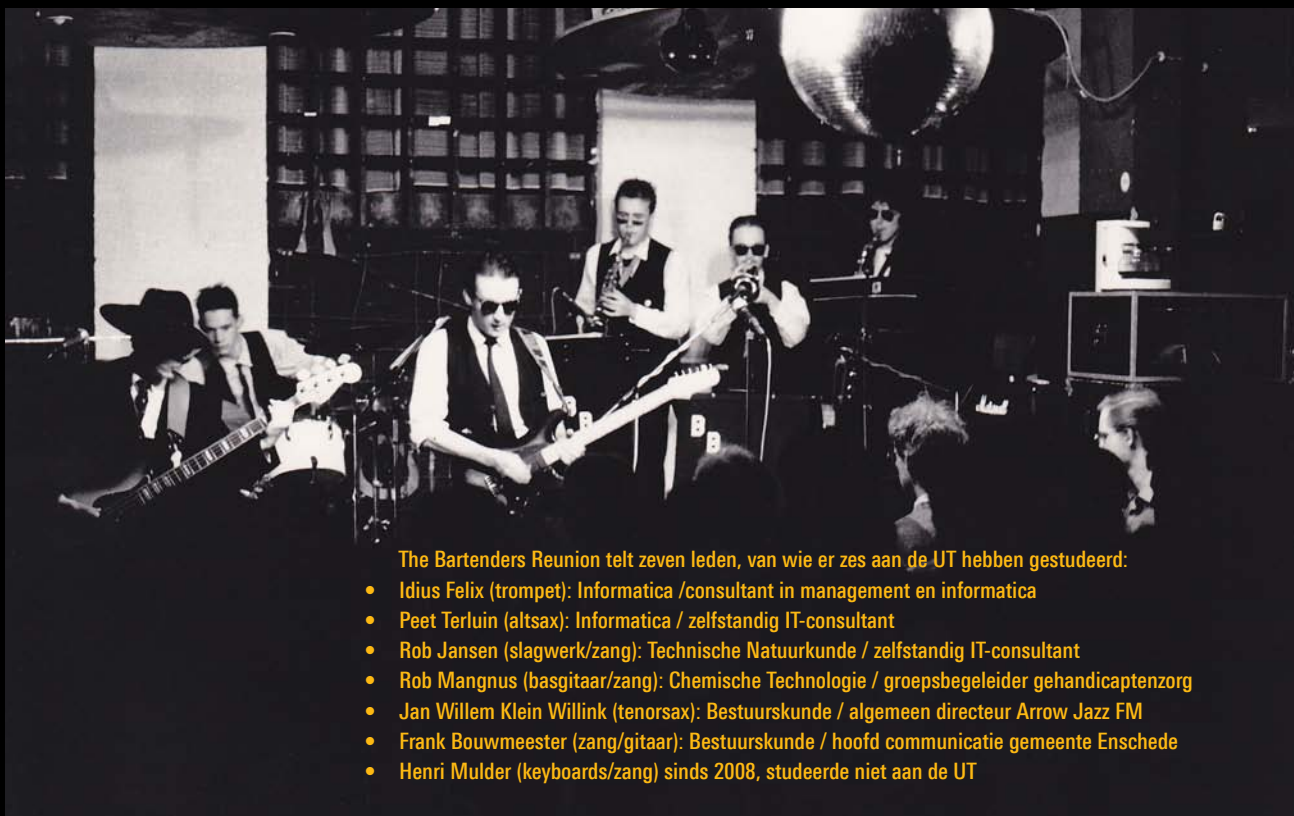 The Bartenders Reunion telt zeven leden, van wie er zes aan de UT hebben gestudeerd:
• Idius Felix (trompet): Informatica /consultant in management en informatica
• Peet Terluin (altsax): Informatica / zelfstandig IT-consultant
• Rob Jansen (slagwerk/zang): Technische Natuurkunde / zelfstandig IT-consultant
• Rob Mangnus (basgitaar/zang): Chemische Technologie / groepsbegeleider gehandicaptenzorg
• Jan Willem Klein Willink (tenorsax): Bestuurskunde / algemeen directeur Arrow Jazz FM
• Frank Bouwmeester (zang/gitaar): Bestuurskunde / hoofd communicatie gemeente Enschede
• Henri Mulder (keyboards/zang) sinds 2008, studeerde niet aan de UT